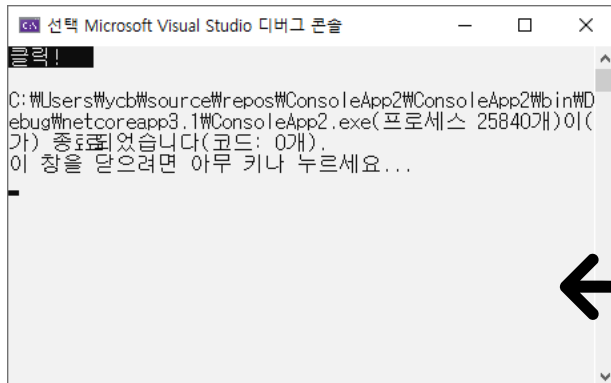 선택 Microsoft Visual Studio 디버그 콘솔
클릭!
C:₩Users₩ycb₩source₩repos₩ConsoleApp2₩ConsoleApp2₩bin₩D
ebug₩netcoreapp3.1₩ConsoleApp2.exe(프로세스 25840개)이(
가) 종료되었습니다(코드: 0개).
이 창을 닫으려면 아무 키나 누르세요...